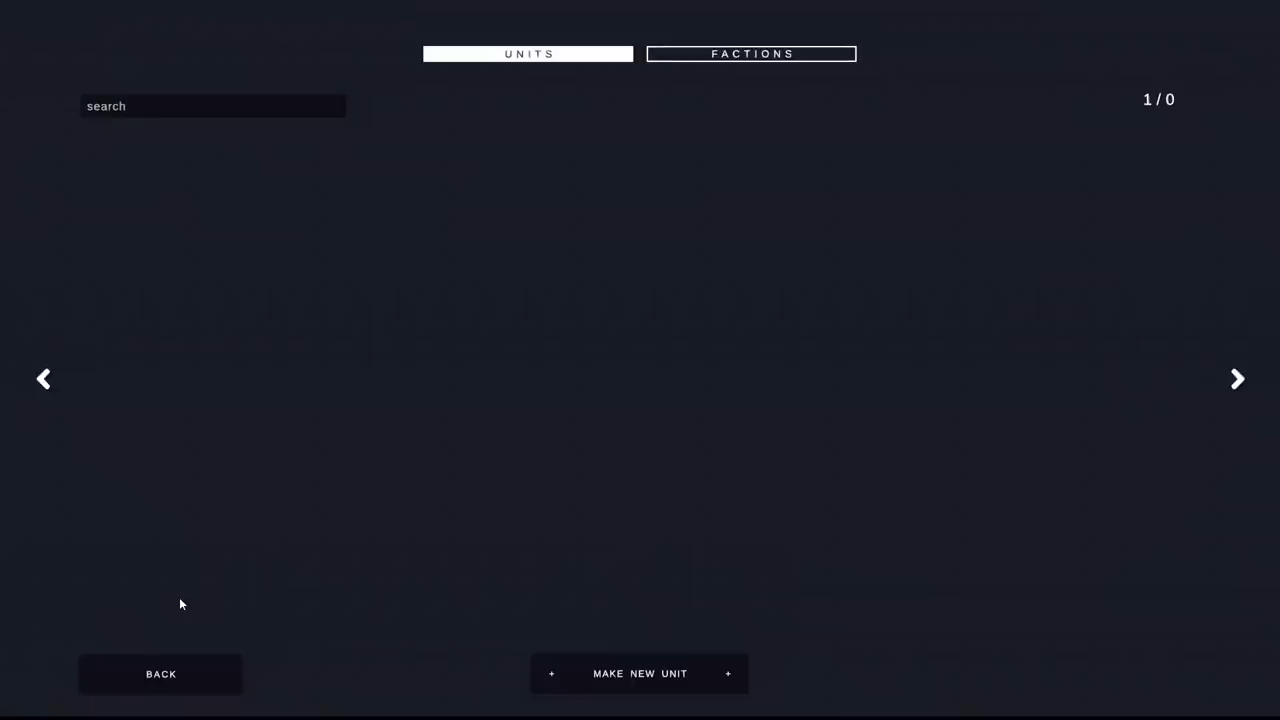 UNITS
FACTIONS
search
1 / 0
BACK
+ MAKE NEW UNIT +